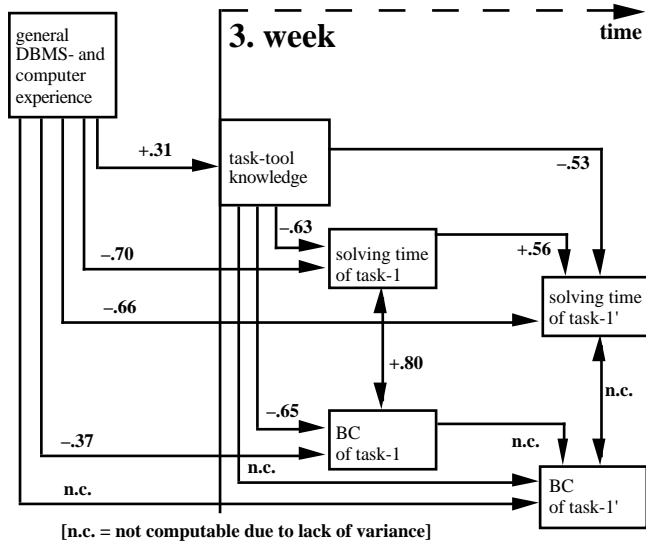 general
DBMS- and
computer
experience
3. week
time
+.31
task-tool
knowledge
–.53
–.63
+.56
–.70
solving time
of task-1
solving time
of task-1'
–.66
+.80
n.c.
–.65
–.37
BC
of task-1
n.c.
n.c.
n.c.
BC
of task-1'
[n.c. = not computable due to lack of variance]